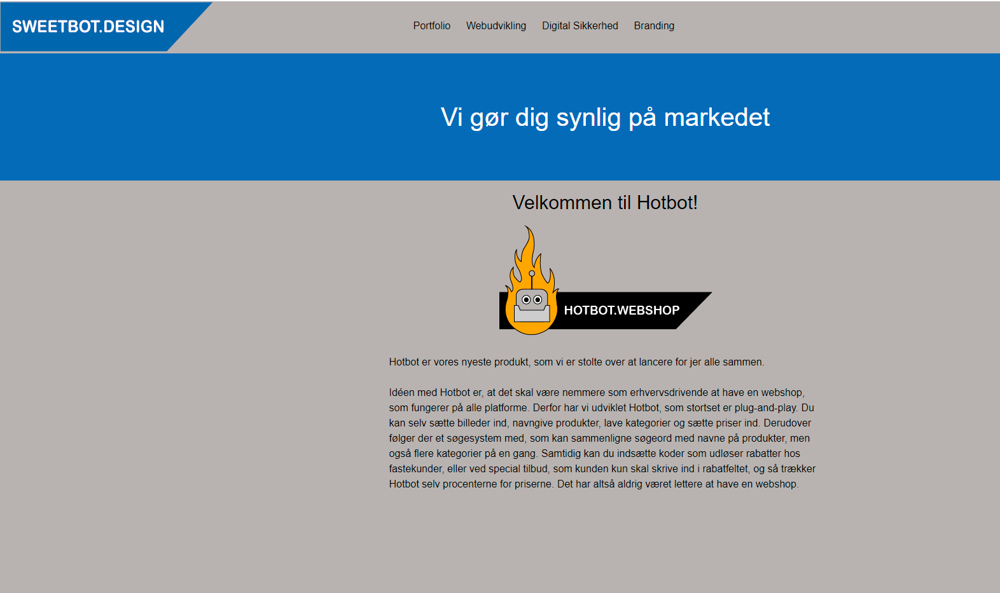 SWEETBOT.DESIGN
Portfolio Webudvikling Digital Sikkerhed Branding
Vi gør dig synlig på markedet
Velkommen til Hotbot!
HOTBOT.WEBSHOP
Hotbot er vores nyeste produkt, som vi er stolte over at lancere for jer alle sammen.
Idéen med Hotbot er, at det skal være nemmere som erhvervsdrivende at have en webshop,
som fungerer på alle platforme. Derfor har vi udviklet Hotbot, som stortset er plug-and-play. Du
kan selv sætte billeder ind, navngive produkter, lave kategorier og sætte priser ind. Derudover
følger der et søgesystem med, som kan sammenligne søgeord med navne på produkter, men
også flere kategorier på en gang. Samtidig kan du indsætte koder som udløser rabatter hos
fastekunder, eller ved special tilbud, som kunden kun skal skrive ind i rabatfeltet, og så trækker
Hotbot selv procenterne for priserne. Det har altså aldrig været lettere at have en webshop.